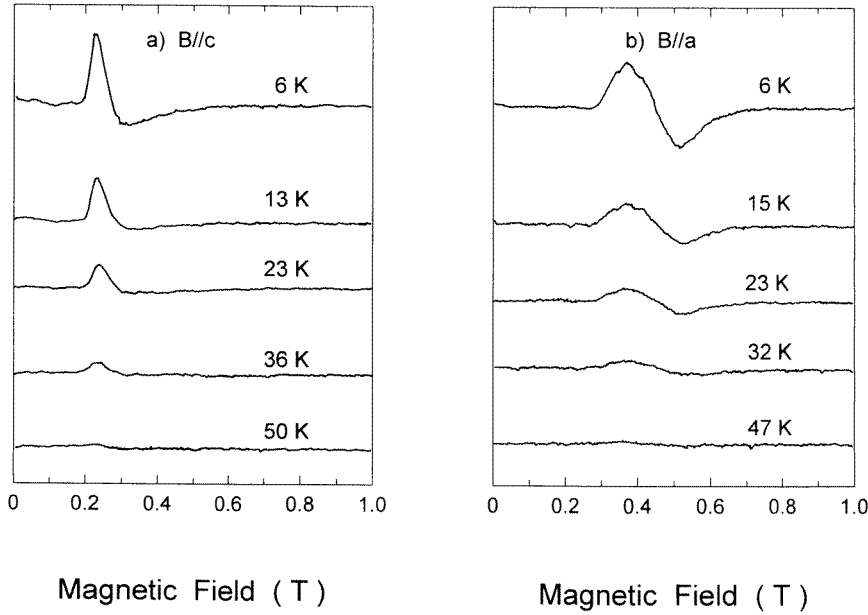 a) B//c
6 K
13 K
23 K
36 K
50 K
0 0.2 0.4 0.6 0.8 1.0
Magnetic Field ( T )
b) B//a
6 K
15 K
23 K
32 K
47 K
0 0.2 0.4 0.6 0.8 1.0
Magnetic Field ( T )